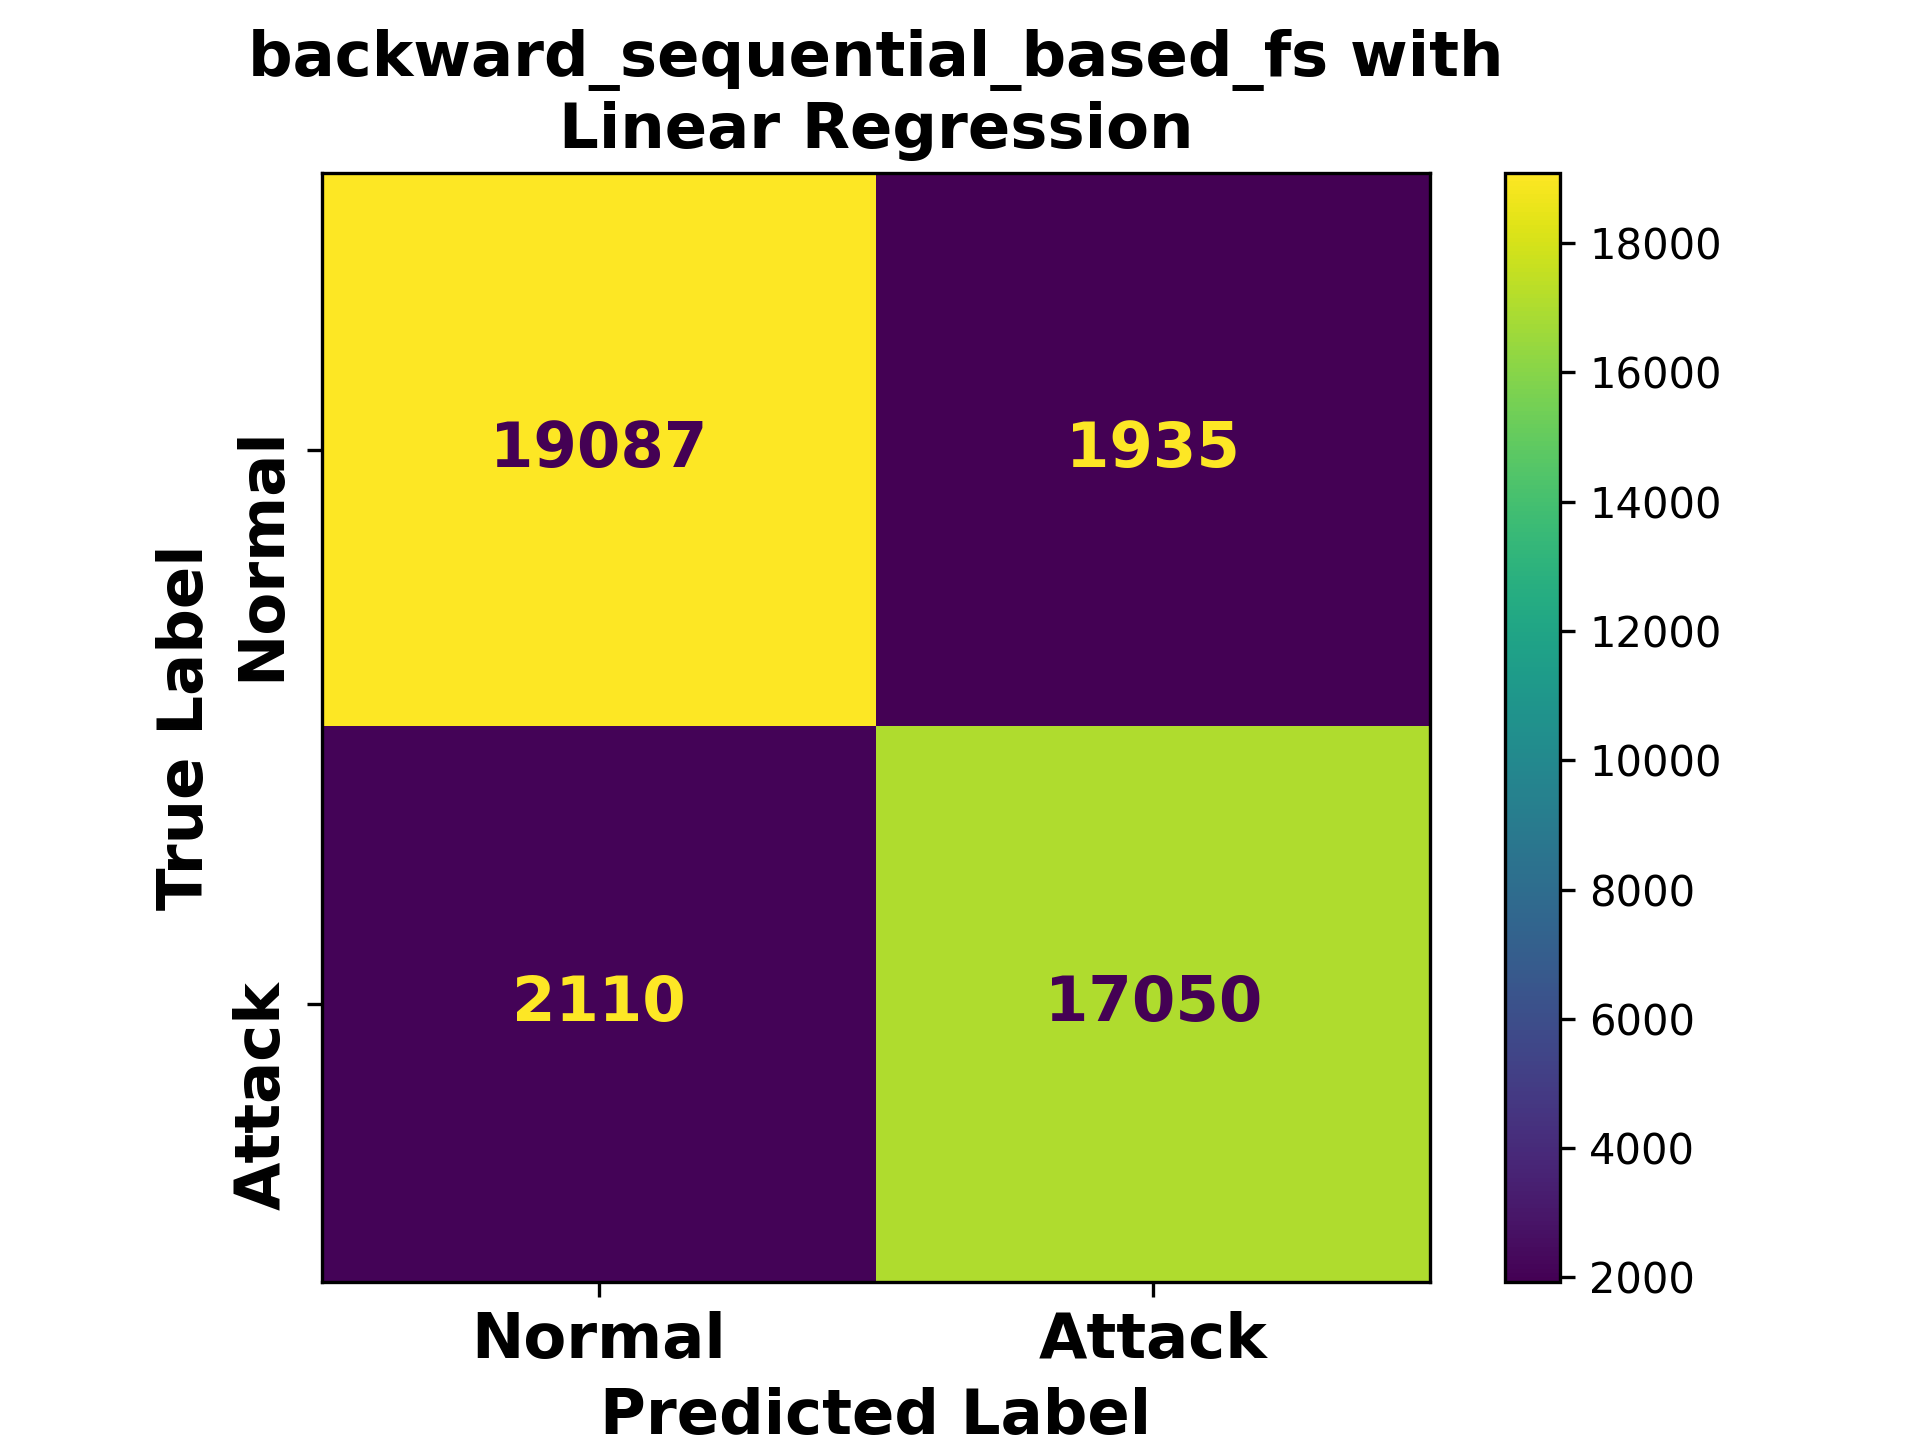 backward_sequential_based_fs with
Linear Regression
True Label
Normal
Attack
19087
1935
2110
17050
Normal
Attack
Predicted Label
18000
16000
14000
12000
10000
8000
6000
4000
2000